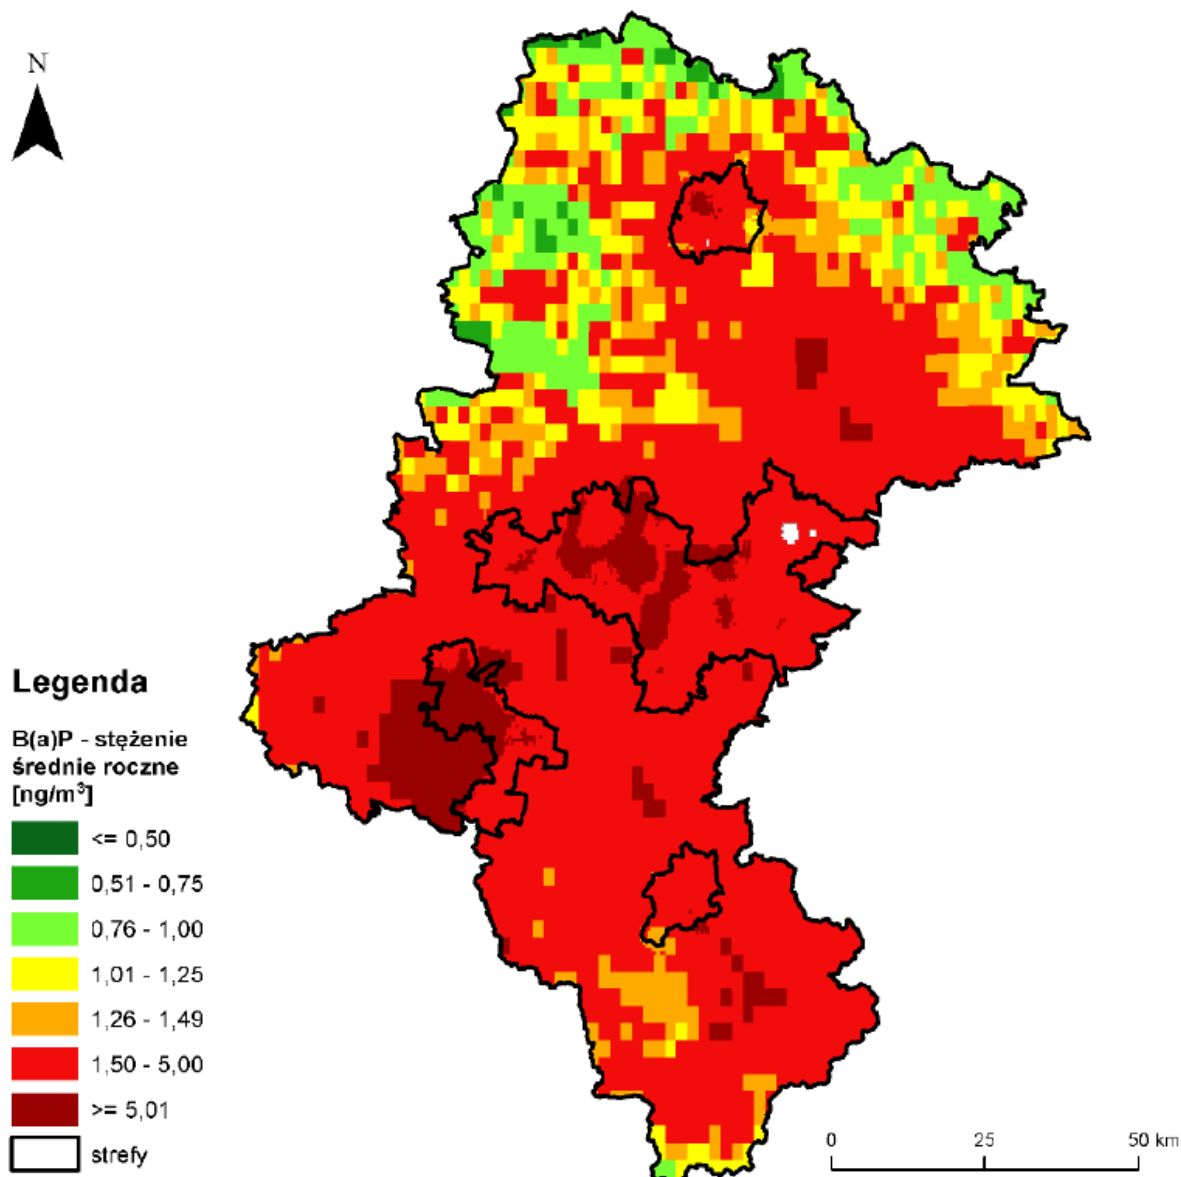 N
Legenda
B(a)P - stężenie
średnie roczne
[ng/m³]
<= 0,50
0,51 - 0,75
0,76 - 1,00
1,01 - 1,25
1,26 - 1,49
1,50 - 5,00
>= 5,01
strefy
0 25 50 km